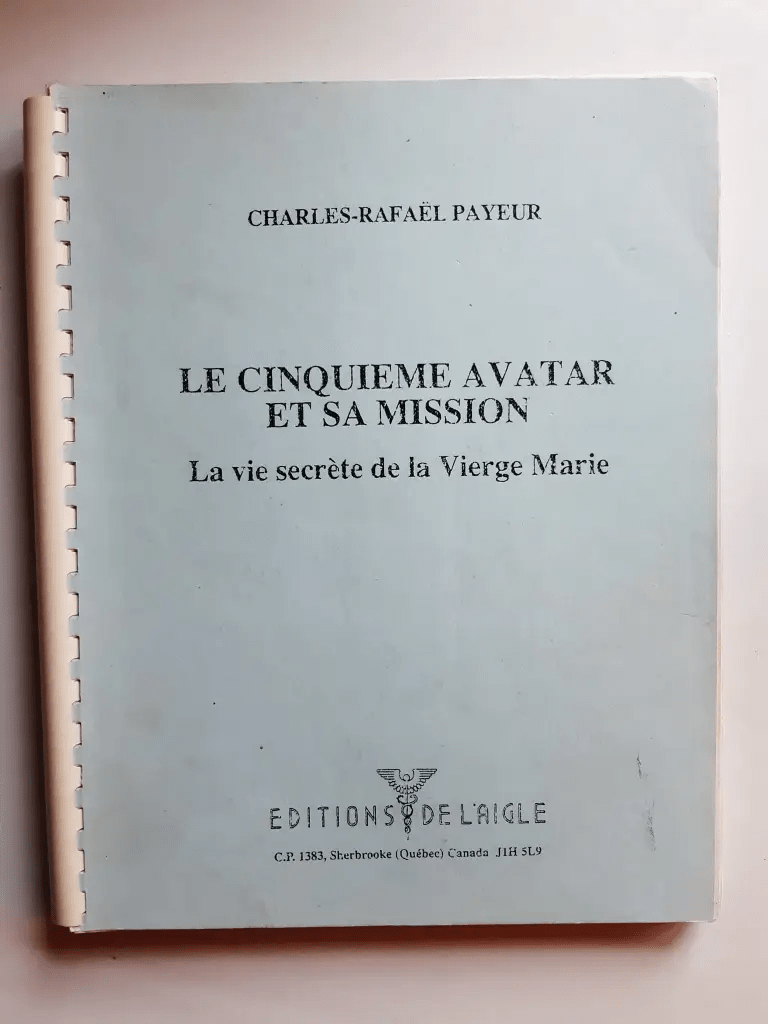 CHARLES-RAFAËL PAYEUR
LE CINQUIEME AVATAR
ET SA MISSION
La vie secrète de la Vierge Marie
EDITIONS DE L'AIGLE
C.P. 1383, Sherbrooke (Québec) Canada J1H 5L9